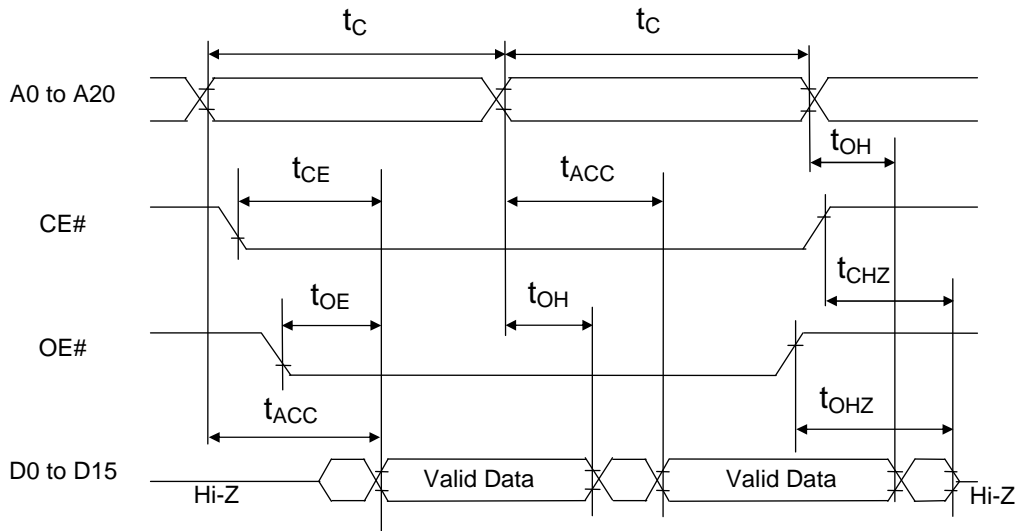 tC tC
A0 to A20
tOH
tCE tACC
CE#
tCHZ
tOE tOH
OE#
tACC tOHZ
D0 to D15 Valid Data Valid Data
Hi-Z Hi-Z